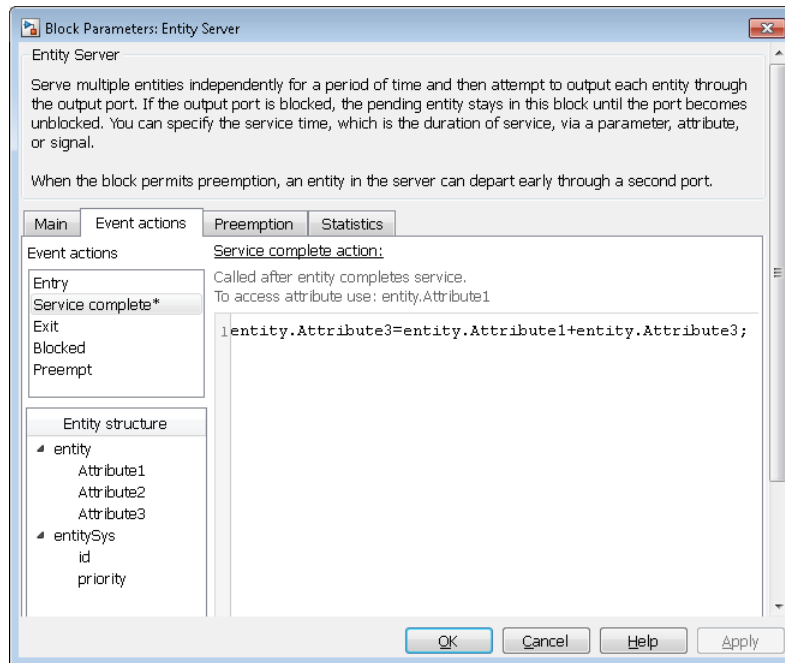 Block Parameters: Entity Server
Entity Server
Serve multiple entities independently for a period of time and then attempt to output each entity through
the output port. If the output port is blocked, the pending entity stays in this block until the port becomes
unblocked. You can specify the service time, which is the duration of service, via a parameter, attribute,
or signal.
When the block permits preemption, an entity in the server can depart early through a second port.
Main Event actions Preemption Statistics
Event actions
Entry
Service complete*
Exit
Blocked
Preempt
Entity structure
entity
Attribute1
Attribute2
Attribute3
entitySys
id
priority
Service complete action:
Called after entity completes service.
To access attribute use: entity.Attribute1
1 entity.Attribute3=entity.Attribute1+entity.Attribute3;
OK Cancel Help Apply